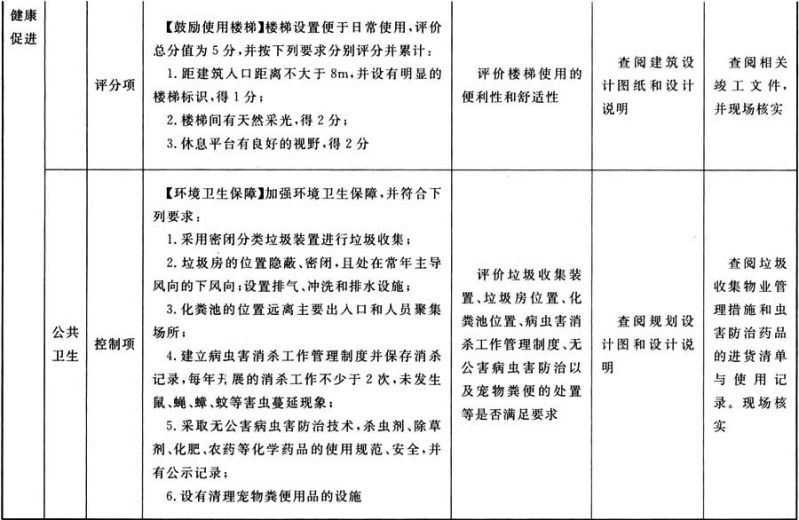 健康
促进
评分项
【鼓励使用楼梯】楼梯设置便于日常使用,评价
总分值为 5 分,并按下列要求分别评分并累计:
1. 距建筑入口距离不大于 8m,并设有明显的
楼梯标识,得 1 分;
2. 楼梯间有天然采光,得 2 分;
3. 休息平台有良好的视野,得 2 分
评价楼梯使用的
便利性和舒适性
查阅建筑设
计图纸和设计
说明
查阅相关
竣工文件,
并现场核实
公共
卫生
控制项
【环境卫生保障】加强环境卫生保障,并符合下
列要求:
1. 采用密闭分类垃圾装置进行垃圾收集;
2. 垃圾房的位置隐蔽、密闭,且处在常年主导
风向的下风向;设置排气、冲洗和排水设施;
3. 化粪池的位置远离主要出入口和人员聚集
场所;
4. 建立病虫害消杀工作管理制度并保存消杀
记录,每年开展的消杀工作不少于 2 次,未发生
鼠、蝇、蟑、蚊等害虫蔓延现象;
5. 采取无公害病虫害防治技术,杀虫剂、除草
剂、化肥、农药等化学药品的使用规范、安全,并
有公示记录;
6. 设有清理宠物粪便用品的设施
评价垃圾收集装
置、垃圾房位置、化
粪池位置、病虫害消
杀工作管理制度、无
公害病虫害防治以
及宠物粪便的处置
等是否满足要求
查阅规划设
计图和设计说
明
查阅垃圾
收集物业管
理措施和虫
害防治药品
的进货清单
与使用记
录。现场核
实